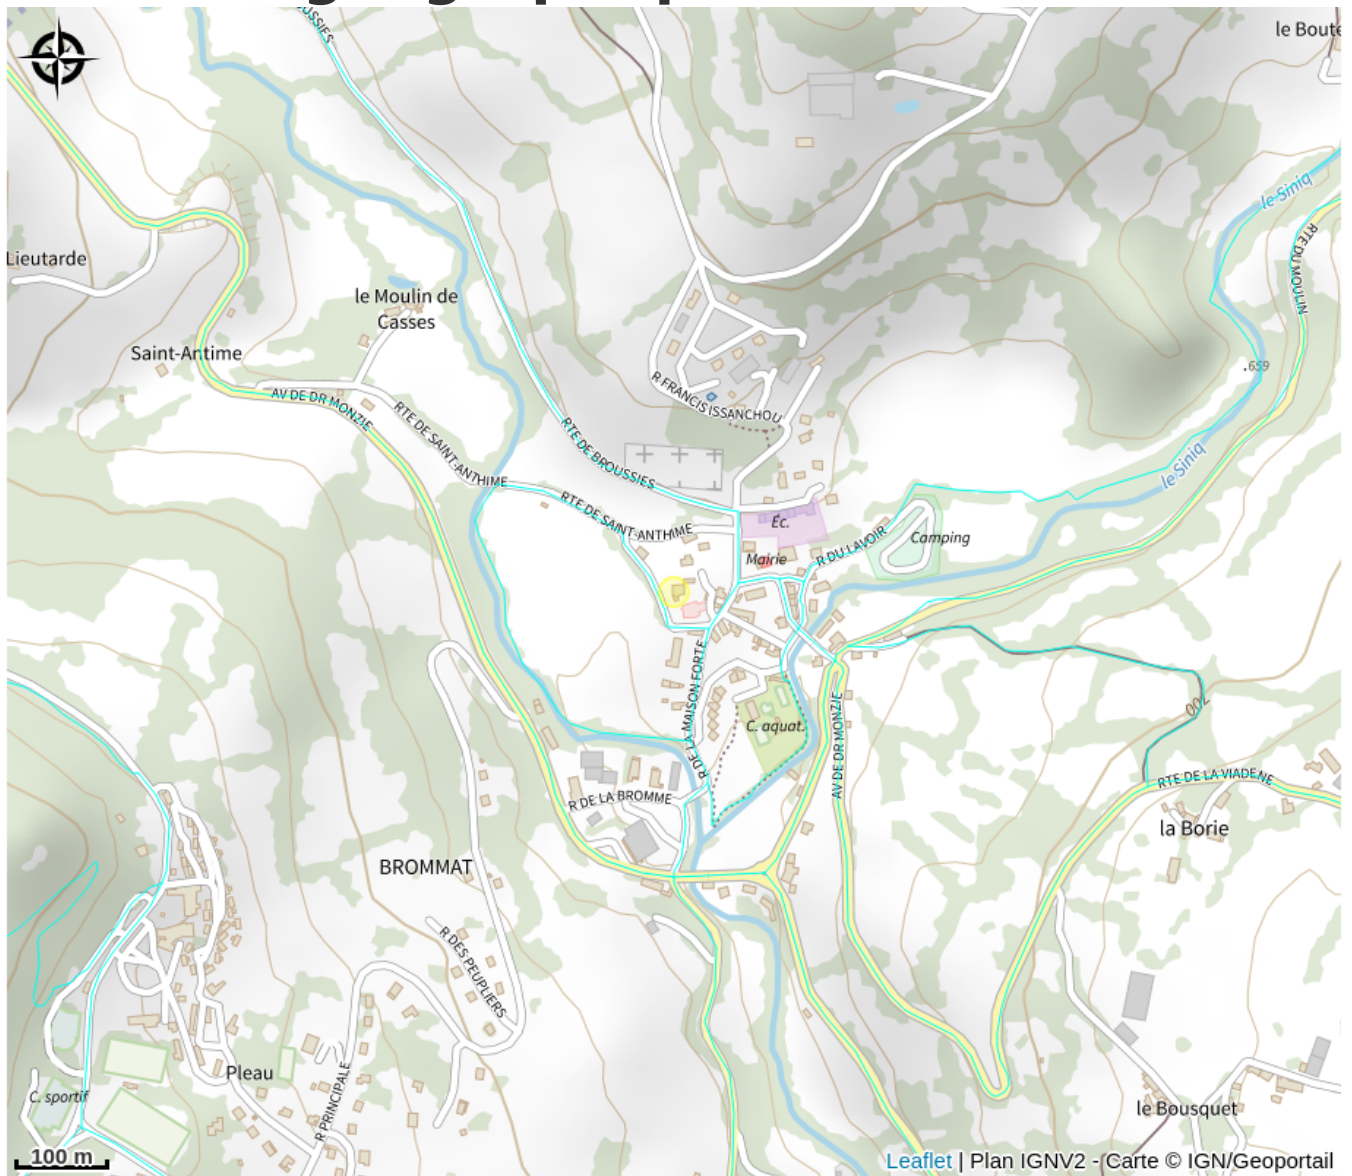 le Siniq
RTE DU MOULIN
Lieutarde
le Moulin de
Casses
Saint-Antime
.659
AV DE DR MONZIE
RTE DE SAINT-ANTHIME
R FRANCIS ISSANCHOU
RTE DE BROUSSIES
le Siniq
RTE DE SAINT-ANTHIME
Éc.
Mairie
R DU LAVOIR
Camping
R DE LA MAISON FORTE
C. aquat.
AV DE DR MONZIE
700
RTE DE LA VIADENE
R DE LA BROMME
la Borie
BROMMAT
R DES PEUPLIERS
Pleau
C. sportif
R PRINCIPALE
le Bousquet
100 m
Leaflet | Plan IGNV2 - Carte © IGN/Geoportail